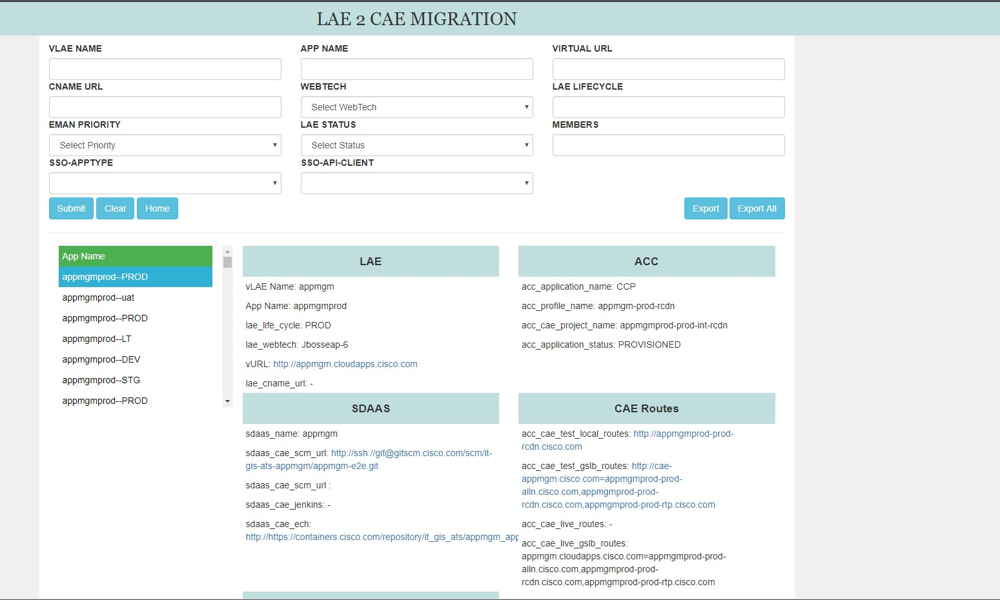 LAE 2 CAE MIGRATION
VLAE NAME
APP NAME
VIRTUAL URL
CNAME URL
WEBTECH
LAE LIFECYCLE
Select WebTech
EMAN PRIORITY
LAE STATUS
MEMBERS
Select Priority
Select Status
SSO-APPTYPE
SSO-API-CLIENT
Submit
Clear
Home
Export
Export All
App Name
appmgmprod--PROD
appmgmprod--uat
appmgmprod--PROD
appmgmprod--LT
appmgmprod--DEV
appmgmprod--STG
appmgmprod--PROD
LAE
vLAE Name: appmgm
App Name: appmgmprod
lae_life_cycle: PROD
lae_webtech: Jbosseap-6
vURL: http://appmgm.cloudapps.cisco.com
lae_cname_url: -
ACC
acc_application_name: CCP
acc_profile_name: appmgm-prod-rcdn
acc_cae_project_name: appmgmprod-prod-int-rcdn
acc_application_status: PROVISIONED
SDAAS
sdaas_name: appmgm
sdaas_cae_scm_url: http://ssh://git@gitscm.cisco.com/scm/it-
gis-ats-appmgm/appmgm-e2e.git
sdaas_cae_scm_url :
sdaas_cae_jenkins: -
sdaas_cae_ech:
http://https://containers.cisco.com/repository/it_gis_ats/appmgm_app
CAE Routes
acc_cae_test_local_routes: http://appmgmprod-prod-
rcdn.cisco.com
acc_cae_test_gslb_routes: http://cae-
appmgm.cisco.com=appmgmprod-prod-
alln.cisco.com,appmgmprod-prod-
rcdn.cisco.com,appmgmprod-prod-rtp.cisco.com
acc_cae_live_routes: -
acc_cae_live_gslb_routes:
appmgm.cloudapps.cisco.com=appmgmprod-prod-
alln.cisco.com,appmgmprod-prod-
rcdn.cisco.com,appmgmprod-prod-rtp.cisco.com